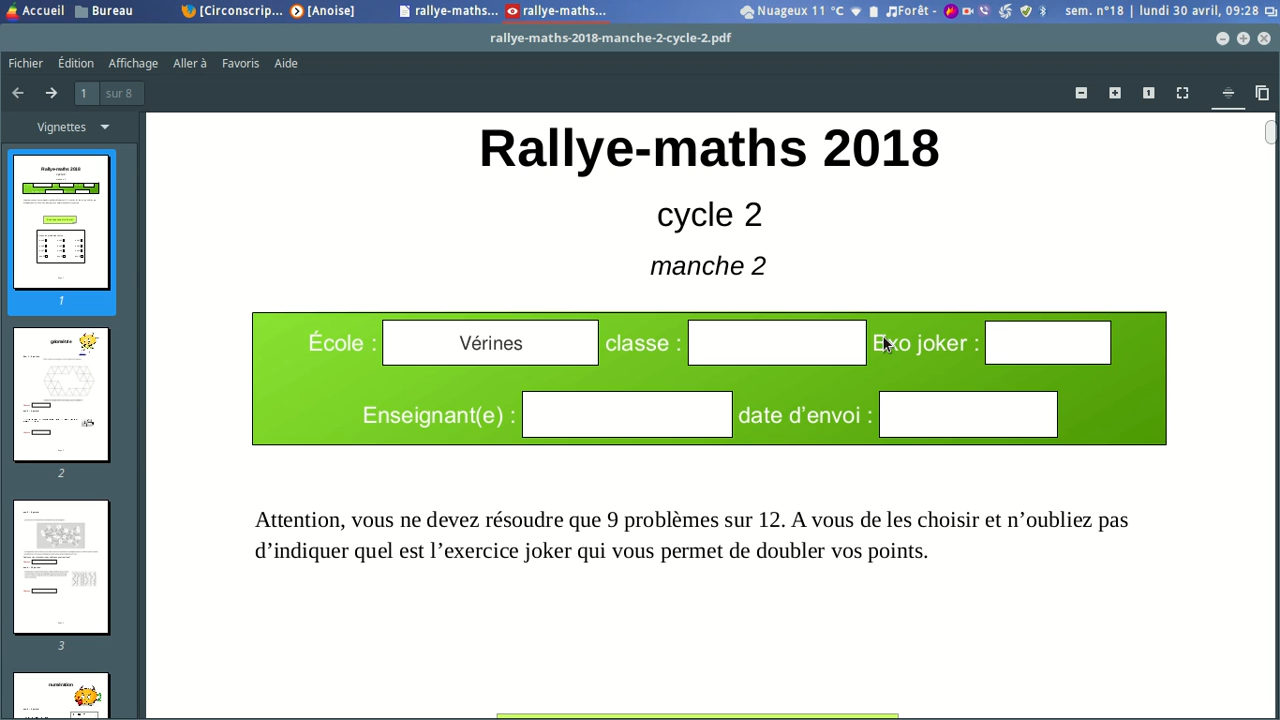 Accueil Bureau [Circonscrip... [Anoise] rallye-maths... rallye-maths... Nuageux 11 °C Forêt - sem. n°18 | lundi 30 avril, 09:28
rallye-maths-2018-manche-2-cycle-2.pdf
Fichier Édition Affichage Aller à Favoris Aide
1 sur 8
Vignettes
Rallye-maths 2018
cycle 2
manche 2
École : Vérines classe : Exo joker :
Enseignant(e) : date d'envoi :
Attention, vous ne devez résoudre que 9 problèmes sur 12. A vous de les choisir et n'oubliez pas
d'indiquer quel est l'exercice joker qui vous permet de doubler vos points.
Rallye-maths 2018
1
géométrie
2
3
numération